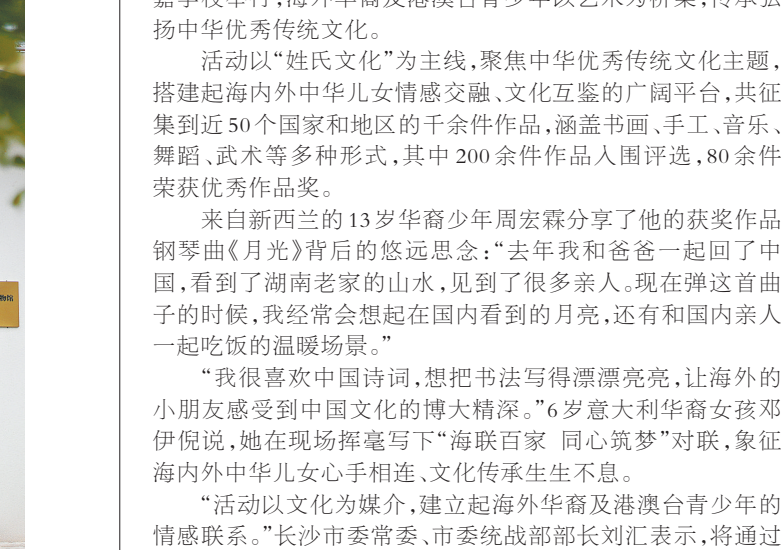 嘉学校举行,海外华裔及港澳台青少年以艺术为桥梁,传承弘
扬中华优秀传统文化。
活动以“姓氏文化”为主线,聚焦中华优秀传统文化主题,
搭建起海内外中华儿女情感交融、文化互鉴的广阔平台,共征
集到近50个国家和地区的千余件作品,涵盖书画、手工、音乐、
舞蹈、武术等多种形式,其中200余件作品入围评选,80余件
荣获优秀作品奖。
来自新西兰的13岁华裔少年周宏霖分享了他的获奖作品
钢琴曲《月光》背后的悠远思念:“去年我和爸爸一起回了中
国,看到了湖南老家的山水,见到了很多亲人。现在弹这首曲
子的时候,我经常会想起在国内看到的月亮,还有和国内亲人
一起吃饭的温暖场景。”
“我很喜欢中国诗词,想把书法写得漂漂亮亮,让海外的
小朋友感受到中国文化的博大精深。”6岁意大利华裔女孩邓
伊倪说,她在现场挥毫写下“海联百家 同心筑梦”对联,象征
海内外中华儿女心手相连、文化传承生生不息。
“活动以文化为媒介,建立起海外华裔及港澳台青少年的
情感联系。”长沙市委常委、市委统战部部长刘汇表示,将通过